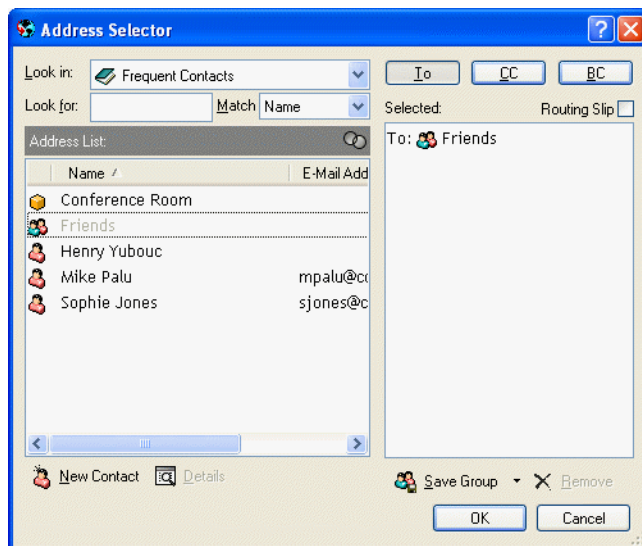 Address Selector
Look in: Frequent Contacts
To CC BC
Look for: Match Name
Selected: Routing Slip
Address List:
To: Friends
Name / E-Mail Add
Conference Room
Friends
Henry Yubouc
Mike Palu mpalu@co
Sophie Jones sjones@c
New Contact Details
Save Group Remove
OK Cancel